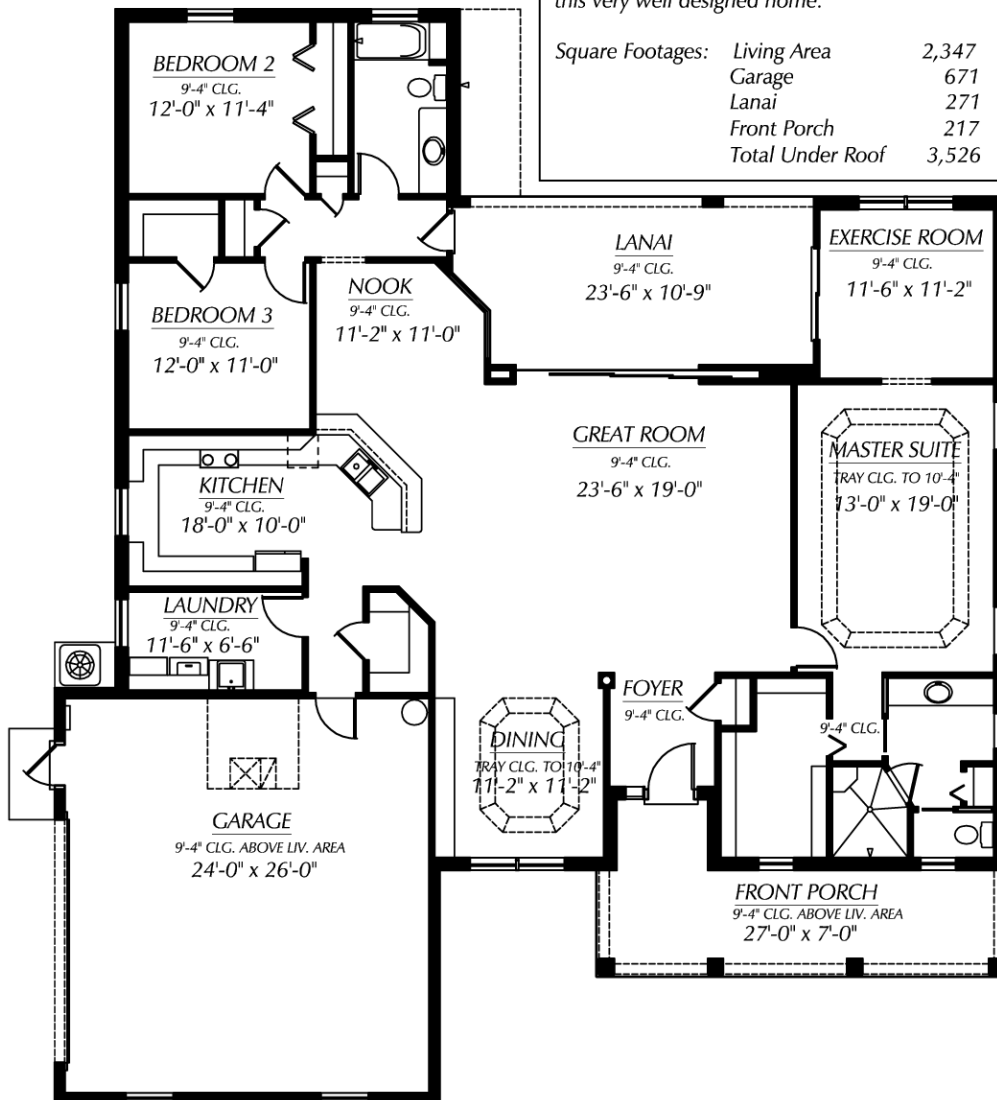 this very well designed home.
Square Footages: Living Area 2,347
Garage 671
Lanai 271
Front Porch 217
Total Under Roof 3,526
BEDROOM 2
9'-4" CLG.
12'-0" x 11'-4"
LANAI
9'-4" CLG.
23'-6" x 10'-9"
EXERCISE ROOM
9'-4" CLG.
11'-6" x 11'-2"
NOOK
9'-4" CLG.
11'-2" x 11'-0"
BEDROOM 3
9'-4" CLG.
12'-0" x 11'-0"
GREAT ROOM
9'-4" CLG.
23'-6" x 19'-0"
MASTER SUITE
TRAY CLG. TO 10'-4"
13'-0" x 19'-0"
KITCHEN
9'-4" CLG.
18'-0" x 10'-0"
LAUNDRY
9'-4" CLG.
11'-6" x 6'-6"
FOYER
9'-4" CLG.
9'-4" CLG.
DINING
TRAY CLG. TO 10'-4"
11'-2" x 11'-2"
GARAGE
9'-4" CLG. ABOVE LIV. AREA
24'-0" x 26'-0"
FRONT PORCH
9'-4" CLG. ABOVE LIV. AREA
27'-0" x 7'-0"